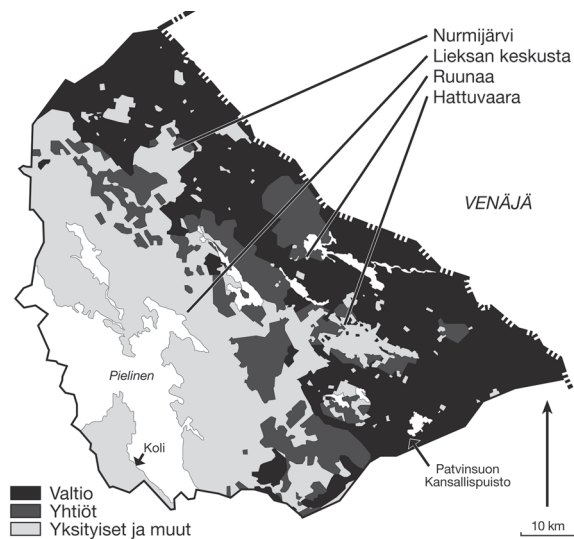 Nurmijärvi
Lieksan keskusta
Ruunaa
Hattuvaara
VENÄJÄ
Pielinen
Koli
Patvinsuon
Kansallispuisto
Valtio
Yhtiöt
Yksityiset ja muut
10 km